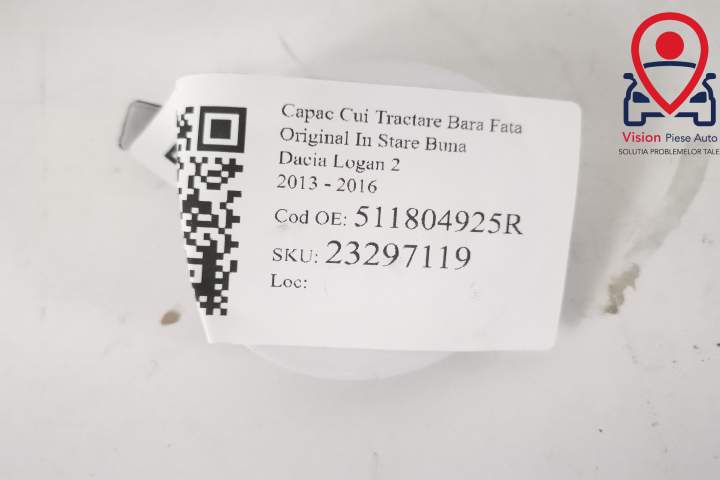 Capac Cui Tractare Bara Fata
Original In Stare Buna
Dacia Logan 2
2013 - 2016
Cod OE: 511804925R
SKU: 23297119
Loc:
Vision Piese Auto
SOLUTIA PROBLEMELOR TALE